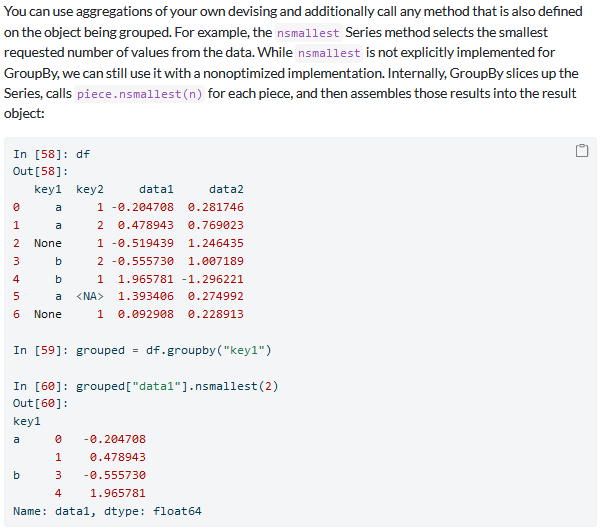 You can use aggregations of your own devising and additionally call any method that is also defined
on the object being grouped. For example, the nsmallest Series method selects the smallest
requested number of values from the data. While nsmallest is not explicitly implemented for
GroupBy, we can still use it with a nonoptimized implementation. Internally, GroupBy slices up the
Series, calls piece.nsmallest(n) for each piece, and then assembles those results into the result
object:
In [58]: df
Out[58]:
   key1  key2     data1     data2
0     a     1 -0.204708  0.281746
1     a     2  0.478943  0.769023
2  None     1 -0.519439  1.246435
3     b     2 -0.555730  1.007189
4     b     1  1.965781 -1.296221
5     a  <NA>  1.393406  0.274992
6  None     1  0.092908  0.228913
In [59]: grouped = df.groupby("key1")
In [60]: grouped["data1"].nsmallest(2)
Out[60]:
key1
a     0   -0.204708
      1    0.478943
b     3   -0.555730
      4    1.965781
Name: data1, dtype: float64